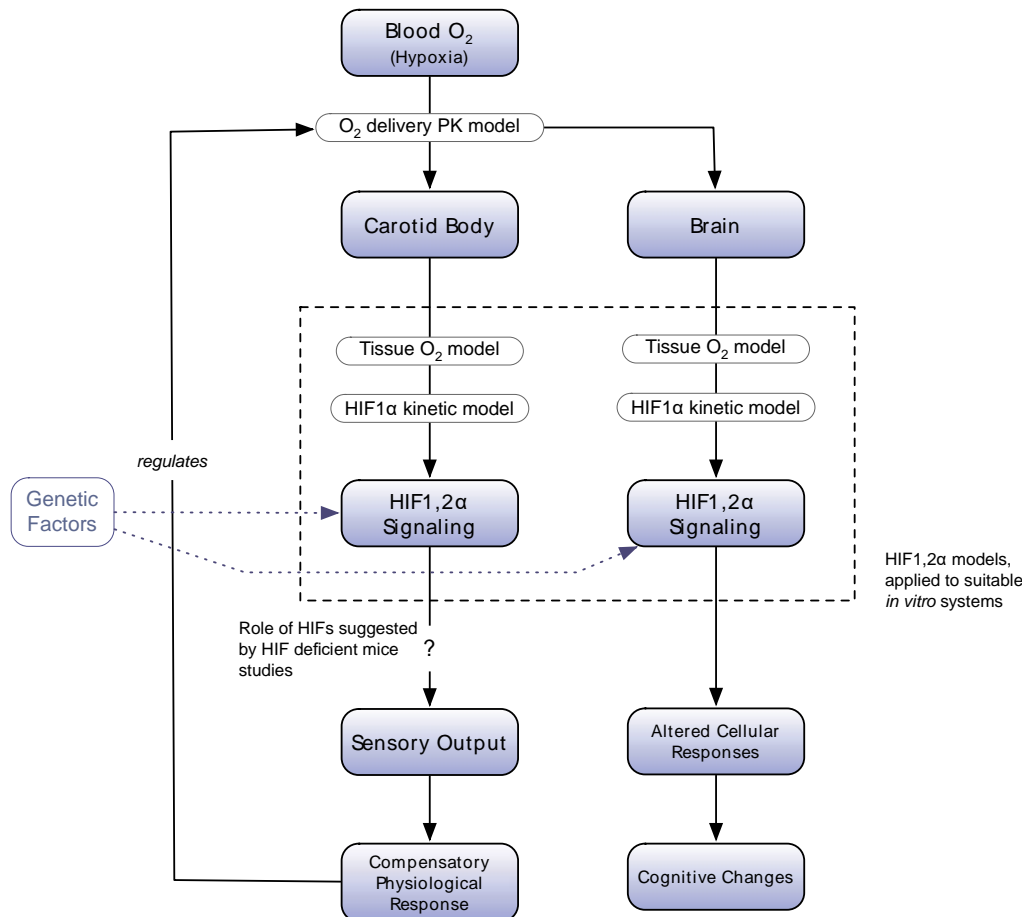 Blood O₂
(Hypoxia)
O₂ delivery PK model
Carotid Body
Brain
Tissue O₂ model
Tissue O₂ model
HIF1α kinetic model
HIF1α kinetic model
regulates
Genetic
Factors
HIF1,2α
Signaling
HIF1,2α
Signaling
HIF1,2α models,
applied to suitable
in vitro systems
Role of HIFs suggested
by HIF deficient mice
studies
?
Sensory Output
Altered Cellular
Responses
Compensatory
Physiological
Response
Cognitive Changes